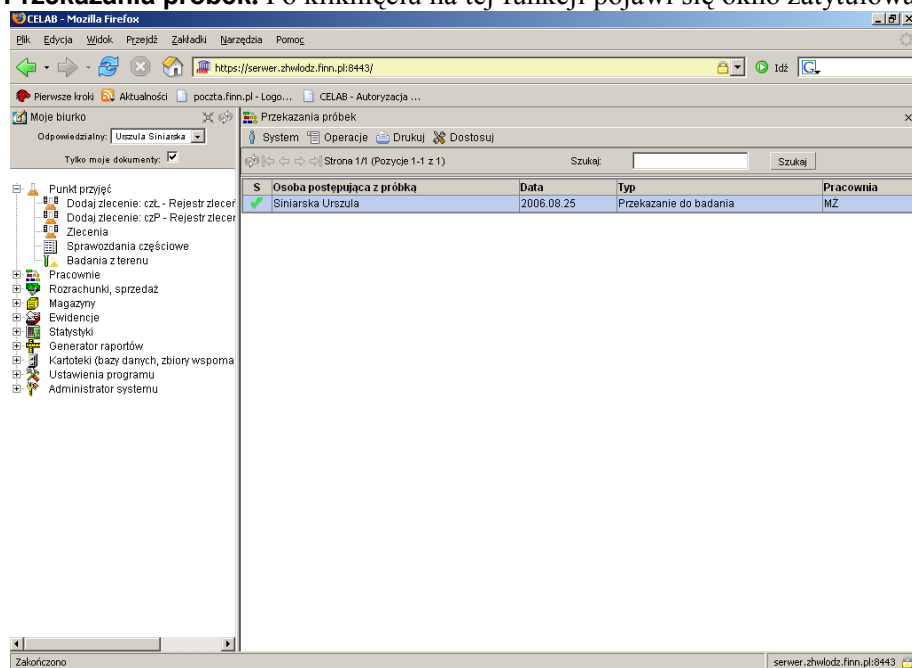 Przekazania próbek. Po kliknięciu na tej funkcji pojawi się okno zatytułowa
CELAB - Mozilla Firefox
Plik Edycja Widok Przejdź Zakładki Narzędzia Pomoc
https://serwer.zhwlodz.finn.pl:8443/ Idź
Pierwsze kroki Aktualności poczta.finn.pl - Logo... CELAB - Autoryzacja ...
Moje biurko
Odpowiedzialny: Urszula Siniarska
Tylko moje dokumenty:
Punkt przyjęć
Dodaj zlecenie: czŁ - Rejestr zleceń
Dodaj zlecenie: czP - Rejestr zlecer
Zlecenia
Sprawozdania częściowe
Badania z terenu
Pracownie
Rozrachunki, sprzedaż
Magazyny
Ewidencje
Statystyki
Generator raportów
Kartoteki (bazy danych, zbiory wspoma
Ustawienia programu
Administrator systemu
Przekazania próbek
System Operacje Drukuj Dostosuj
Strona 1/1 (Pozycje 1-1 z 1) Szukaj: Szukaj
S Osoba postępująca z próbką Data Typ Pracownia
Siniarska Urszula 2006.08.25 Przekazanie do badania MŻ
Zakończono serwer.zhwlodz.finn.pl:8443